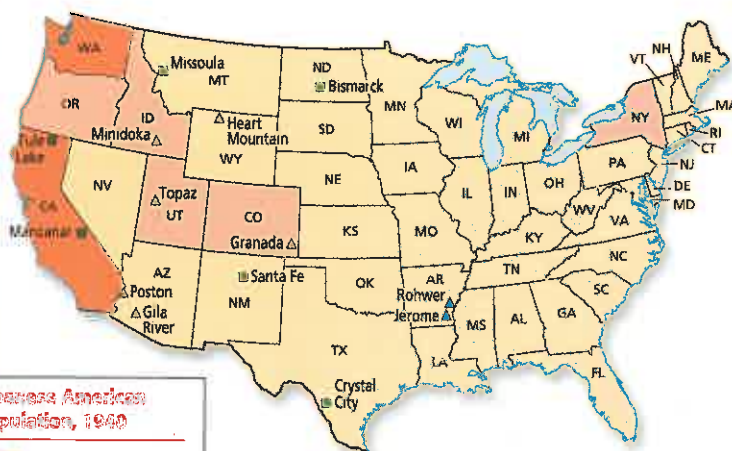 WA
Missoula
MT
ND
Bismarck
OR
ID
Minidoka
Heart
Mountain
WY
SD
MN
WI
MI
NY
VT
NH
ME
MA
RI
CT
NJ
PA
DE
MD
Tule
Lake
NV
Topaz
UT
CO
Granada
NE
IA
IL
IN
OH
WV
VA
KS
MO
KY
CA
Manzanar
AZ
Poston
Gila
River
Santa Fe
NM
OK
AR
Rohwer
Jerome
TN
NC
SC
MS
AL
GA
LA
TX
Crystal
City
FL
American
1940